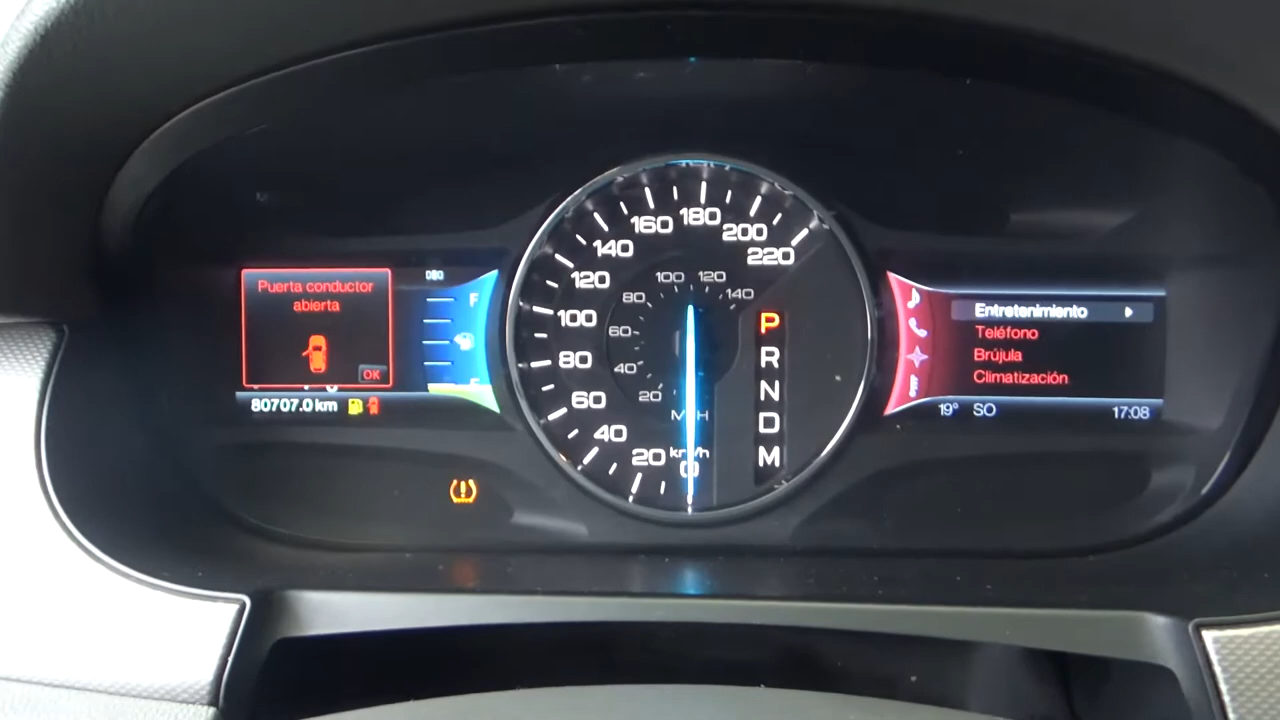 Puerta conductor
abierta
OK
80707.0 km
F
220
200
180
160
140
120
100
80
60
40
20
0
km/h
140
120
100
80
60
40
20
MPH
P
R
N
D
M
Entretenimiento
Teléfono
Brújula
Climatización
19° SO 17:08